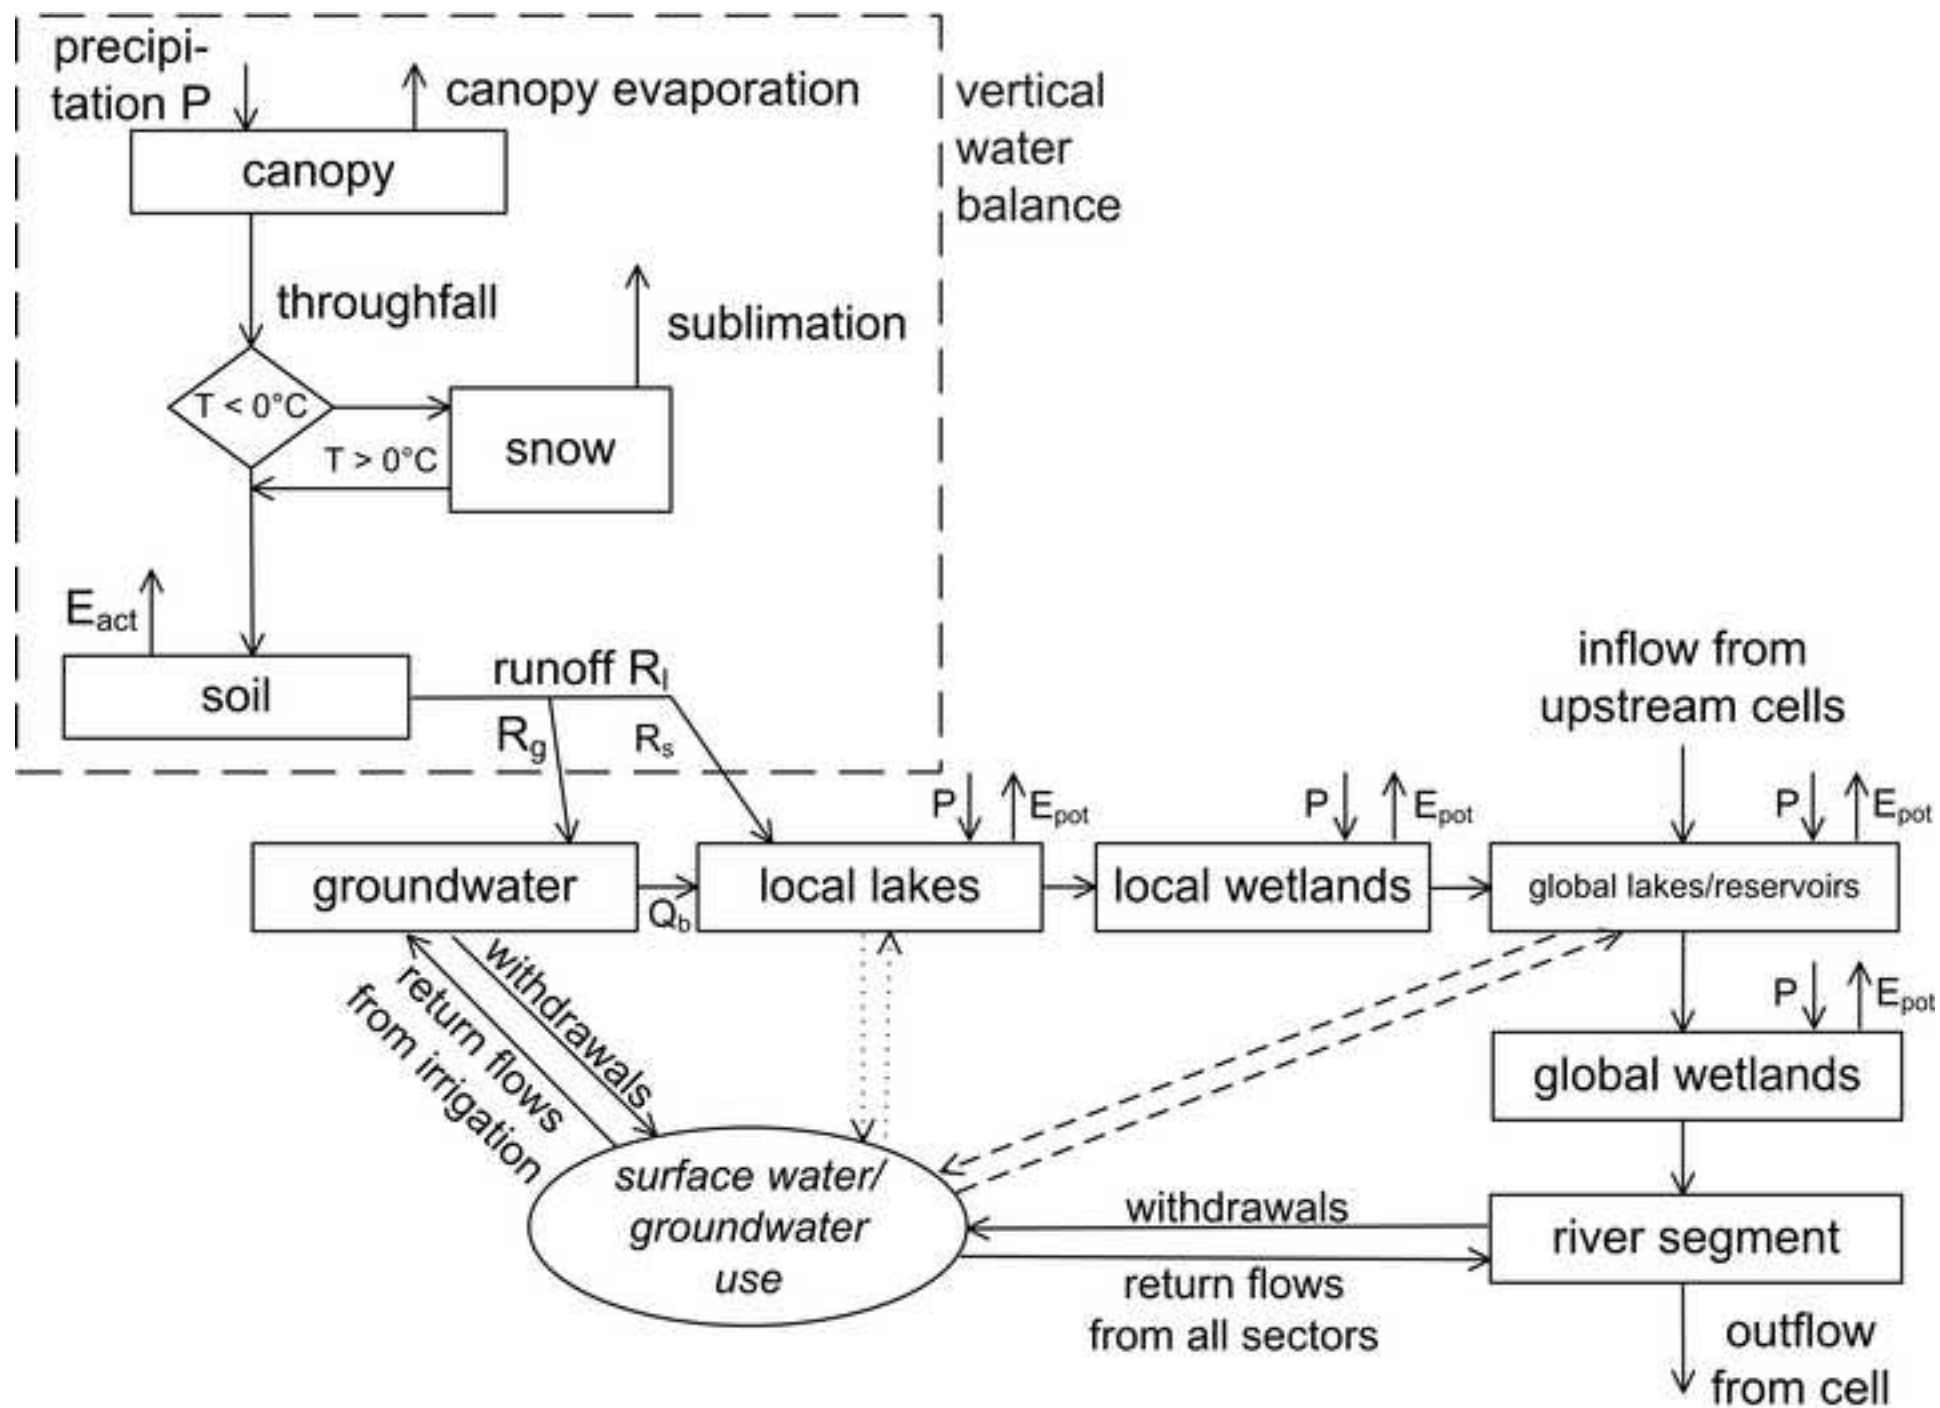 precipi-
tation P
canopy evaporation
vertical
water
balance
canopy
throughfall
sublimation
T < 0°C
snow
T > 0°C
Eact
soil
runoff Rl
Rg
Rs
inflow from
upstream cells
P
Epot
P
Epot
P
Epot
groundwater
Qb
local lakes
local wetlands
global lakes/reservoirs
withdrawals
return flows
from irrigation
P
Epot
global wetlands
surface water/
groundwater
use
withdrawals
return flows
from all sectors
river segment
outflow
from cell